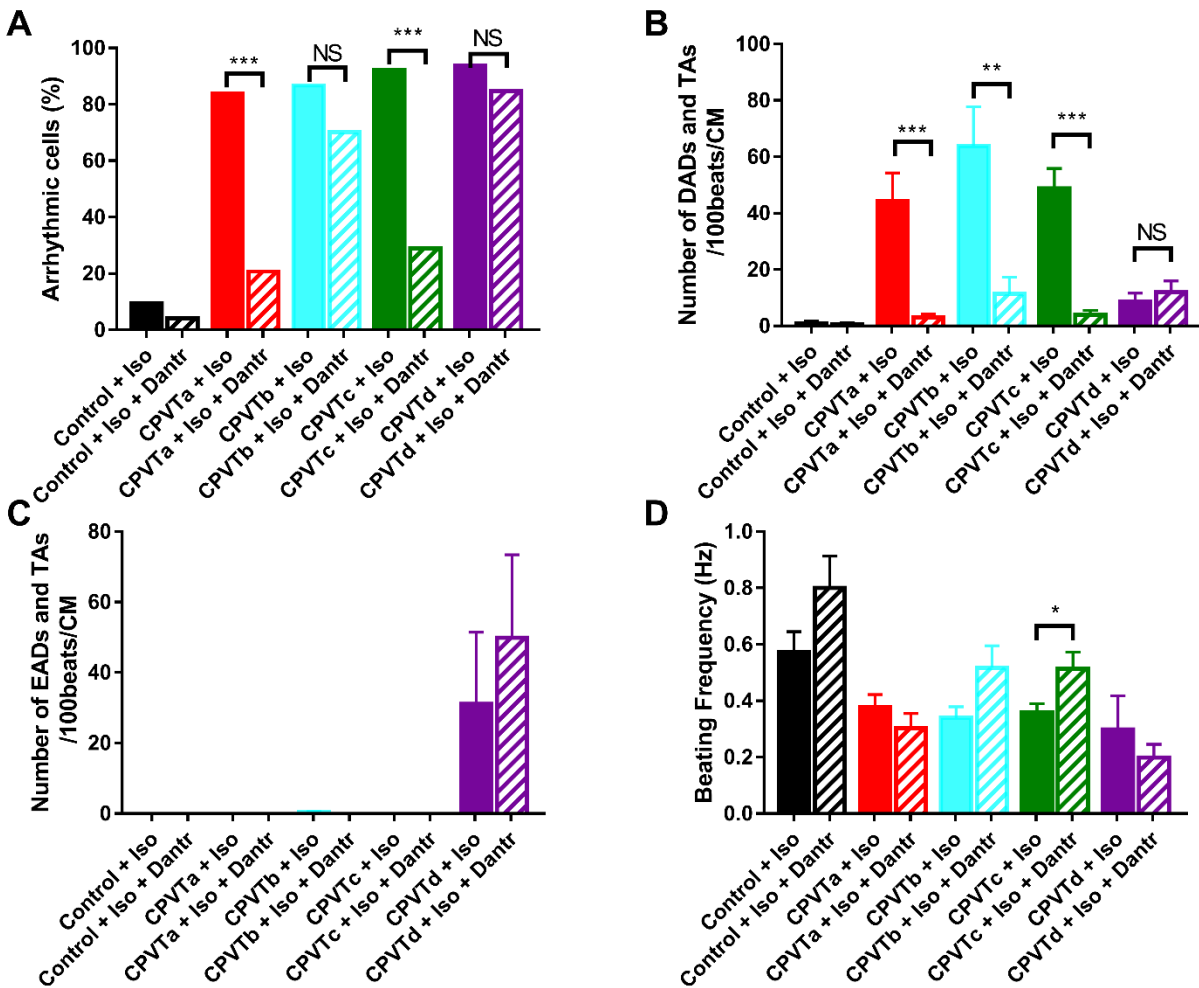 A
Arrhythmic cells (%)
100
80
60
40
20
0
***
NS
***
NS
Control + Iso
Control + Iso + Dantr
CPVTa + Iso
CPVTa + Iso + Dantr
CPVTb + Iso
CPVTb + Iso + Dantr
CPVTc + Iso
CPVTc + Iso + Dantr
CPVTd + Iso
CPVTd + Iso + Dantr
B
Number of DADs and TAs
/100beats/CM
100
80
60
40
20
0
***
**
***
NS
Control + Iso
Control + Iso + Dantr
CPVTa + Iso
CPVTa + Iso + Dantr
CPVTb + Iso
CPVTb + Iso + Dantr
CPVTc + Iso
CPVTc + Iso + Dantr
CPVTd + Iso
CPVTd + Iso + Dantr
C
Number of EADs and TAs
/100beats/CM
80
60
40
20
0
Control + Iso
Control + Iso + Dantr
CPVTa + Iso
CPVTa + Iso + Dantr
CPVTb + Iso
CPVTb + Iso + Dantr
CPVTc + Iso
CPVTc + Iso + Dantr
CPVTd + Iso
CPVTd + Iso + Dantr
D
Beating Frequency (Hz)
1.0
0.8
0.6
0.4
0.2
0.0
*
Control + Iso
Control + Iso + Dantr
CPVTa + Iso
CPVTa + Iso + Dantr
CPVTb + Iso
CPVTb + Iso + Dantr
CPVTc + Iso
CPVTc + Iso + Dantr
CPVTd + Iso
CPVTd + Iso + Dantr